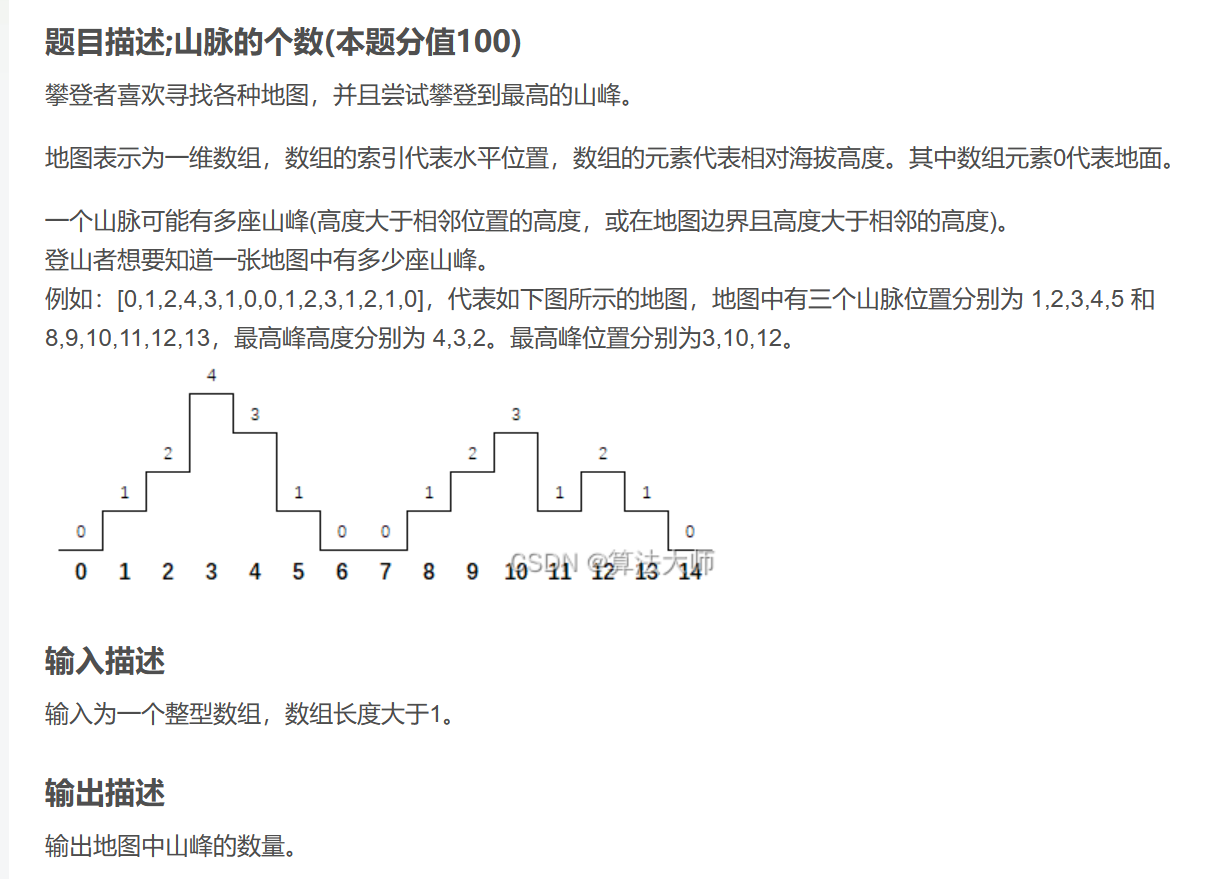 题目描述;山脉的个数(本题分值100)
攀登者喜欢寻找各种地图，并且尝试攀登到最高的山峰。
地图表示为一维数组，数组的索引代表水平位置，数组的元素代表相对海拔高度。其中数组元素0代表地面。
一个山脉可能有多座山峰(高度大于相邻位置的高度，或在地图边界且高度大于相邻的高度)。
登山者想要知道一张地图中有多少座山峰。
例如：[0,1,2,4,3,1,0,0,1,2,3,1,2,1,0]，代表如下图所示的地图，地图中有三个山脉位置分别为 1,2,3,4,5 和
8,9,10,11,12,13，最高峰高度分别为 4,3,2。最高峰位置分别为3,10,12。
4
3 3
2 2 2
1 1 1 1 1
0 0 0 0
CSDN @算法大师
0 1 2 3 4 5 6 7 8 9 10 11 12 13 14
输入描述
输入为一个整型数组，数组长度大于1。
输出描述
输出地图中山峰的数量。